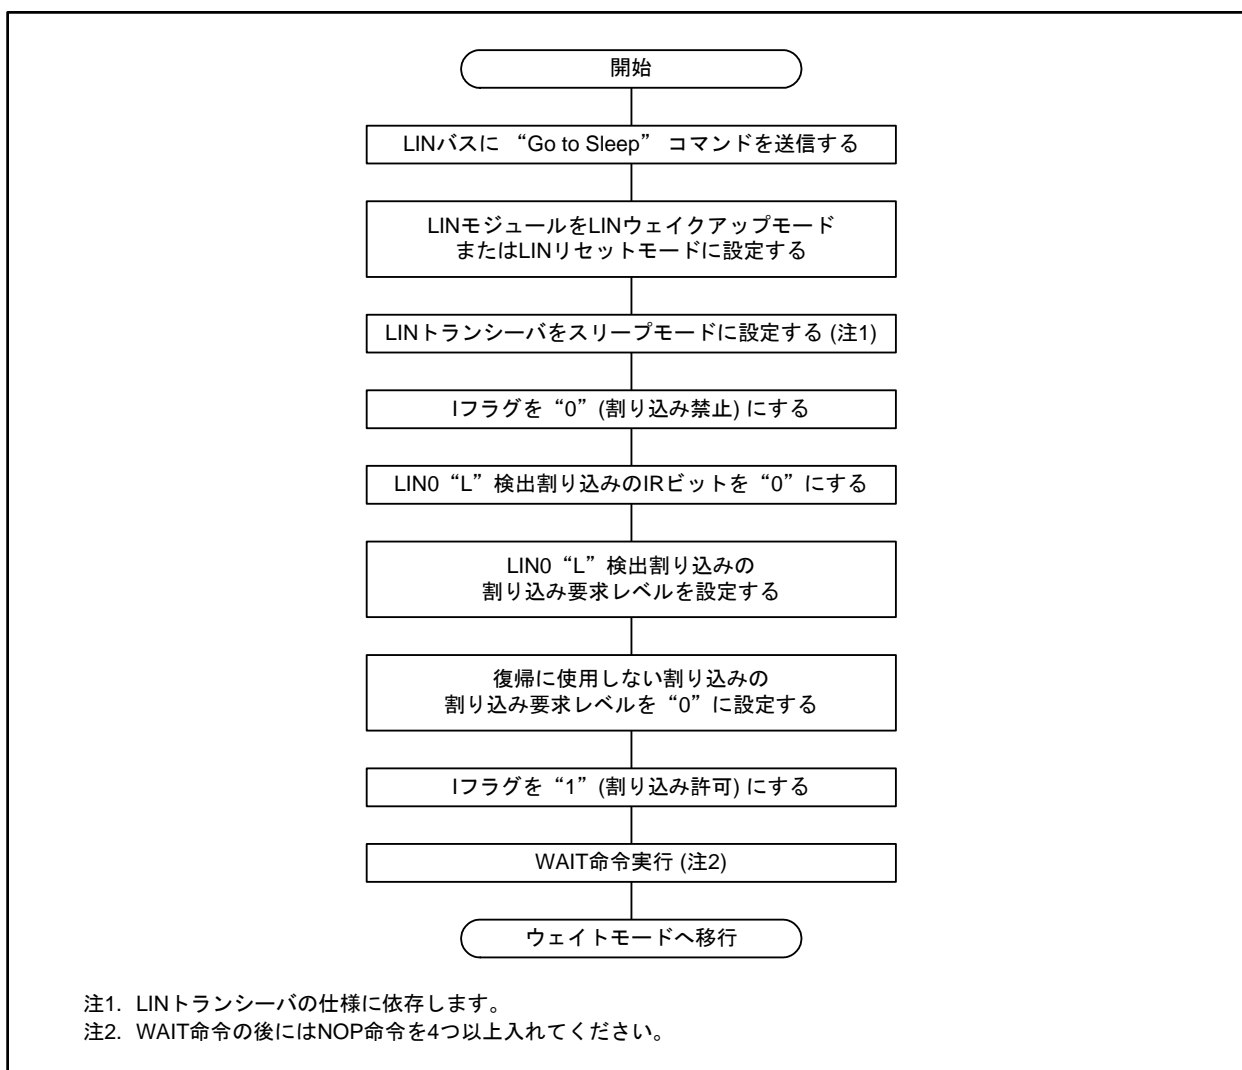 開始
LINバスに “Go to Sleep” コマンドを送信する
LINモジュールをLINウェイクアップモード
またはLINリセットモードに設定する
LINトランシーバをスリープモードに設定する (注1)
Iフラグを“0”(割り込み禁止) にする
LIN0“L”検出割り込みのIRビットを“0”にする
LIN0“L”検出割り込みの
割り込み要求レベルを設定する
復帰に使用しない割り込みの
割り込み要求レベルを“0”に設定する
Iフラグを“1”(割り込み許可) にする
WAIT命令実行 (注2)
ウェイトモードへ移行
注1. LINトランシーバの仕様に依存します。
注2. WAIT命令の後にはNOP命令を4つ以上入れてください。